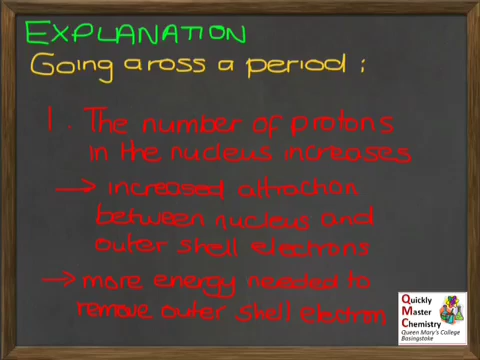 EXPLANATION
Going aross a period :
1. The number of protons
in the nucleus increases
→ increased attraction
between nucleus and
outer shell electrons
→ more energy needed to
remove outer shell electron
Quickly
Master
Chemistry
Queen Mary's College
Basingstoke